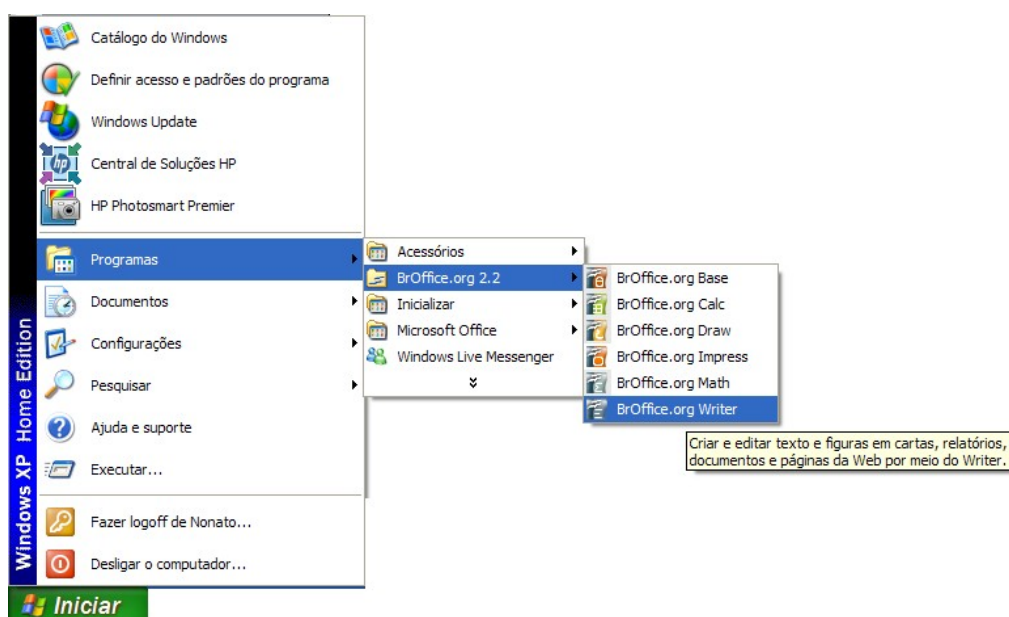 Catálogo do Windows
Definir acesso e padrões do programa
Windows Update
Central de Soluções HP
HP Photosmart Premier
Programas
Documentos
Configurações
Pesquisar
Ajuda e suporte
Executar...
Fazer logoff de Nonato...
Desligar o computador...
Windows XP Home Edition
Iniciar
Acessórios
BrOffice.org 2.2
Inicializar
Microsoft Office
Windows Live Messenger
BrOffice.org Base
BrOffice.org Calc
BrOffice.org Draw
BrOffice.org Impress
BrOffice.org Math
BrOffice.org Writer
Criar e editar texto e figuras em cartas, relatórios,
documentos e páginas da Web por meio do Writer.